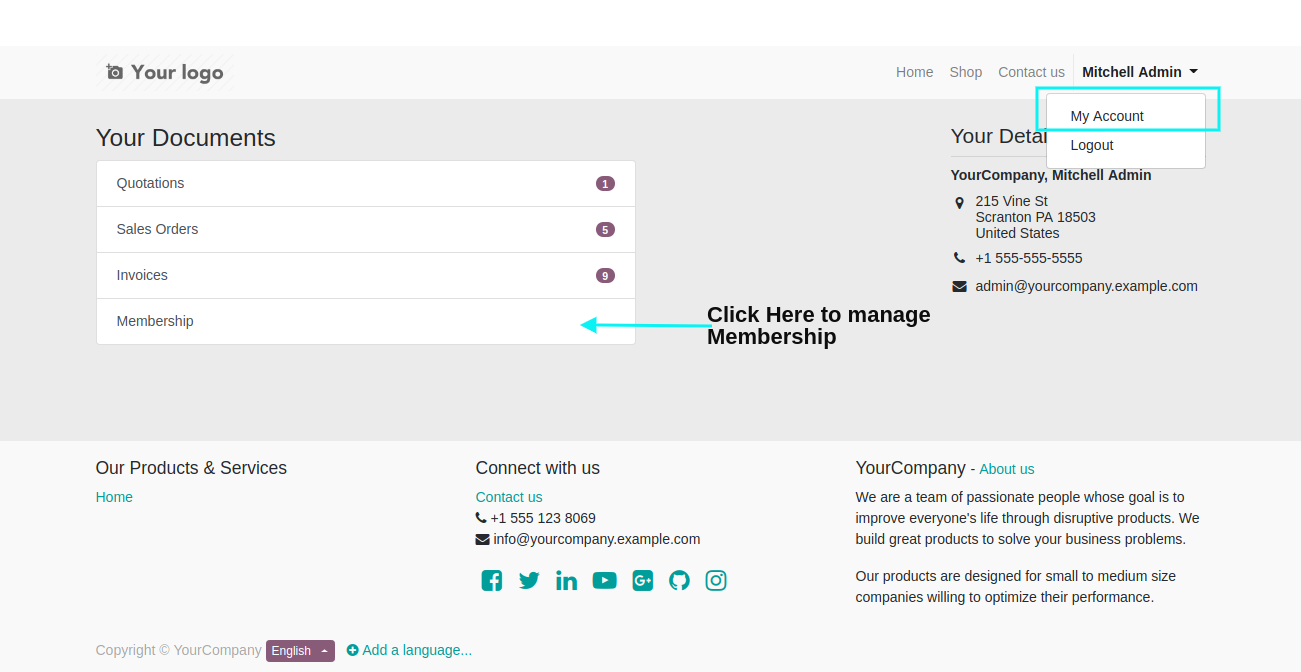 Your logo
Home
Shop
Contact us
Mitchell Admin
My Account
Logout
Your Documents
Quotations 1
Sales Orders 5
Invoices 9
Membership
Click Here to manage
Membership
Your Detai
YourCompany, Mitchell Admin
215 Vine St
Scranton PA 18503
United States
+1 555-555-5555
admin@yourcompany.example.com
Our Products & Services
Home
Connect with us
Contact us
+1 555 123 8069
info@yourcompany.example.com
YourCompany - About us
We are a team of passionate people whose goal is to
improve everyone's life through disruptive products. We
build great products to solve your business problems.
Our products are designed for small to medium size
companies willing to optimize their performance.
Copyright © YourCompany English Add a language...